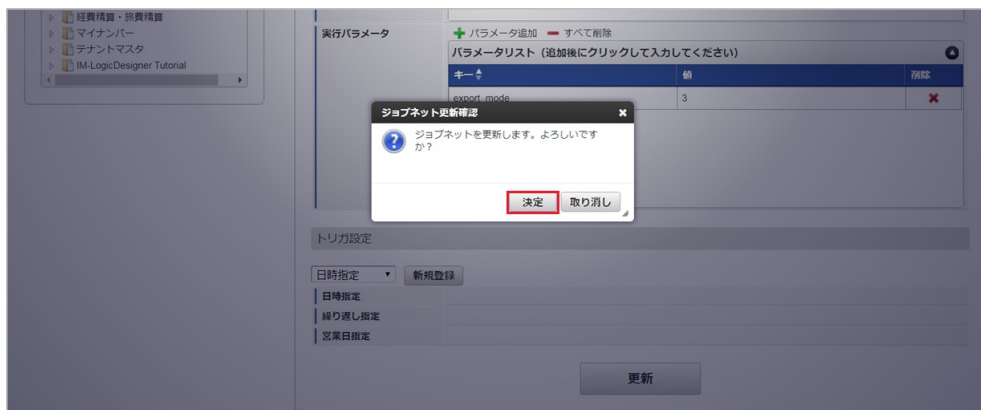 経費精算・旅費精算
マイナンバー
テナントマスタ
IM-LogicDesigner Tutorial
実行パラメータ
パラメータ追加 すべて削除
パラメータリスト（追加後にクリックして入力してください）
キー 値 削除
export_mode 3
ジョブネット更新確認
ジョブネットを更新します。よろしいです
か？
決定 取り消し
トリガ設定
日時指定 新規登録
日時指定
繰り返し指定
営業日指定
更新